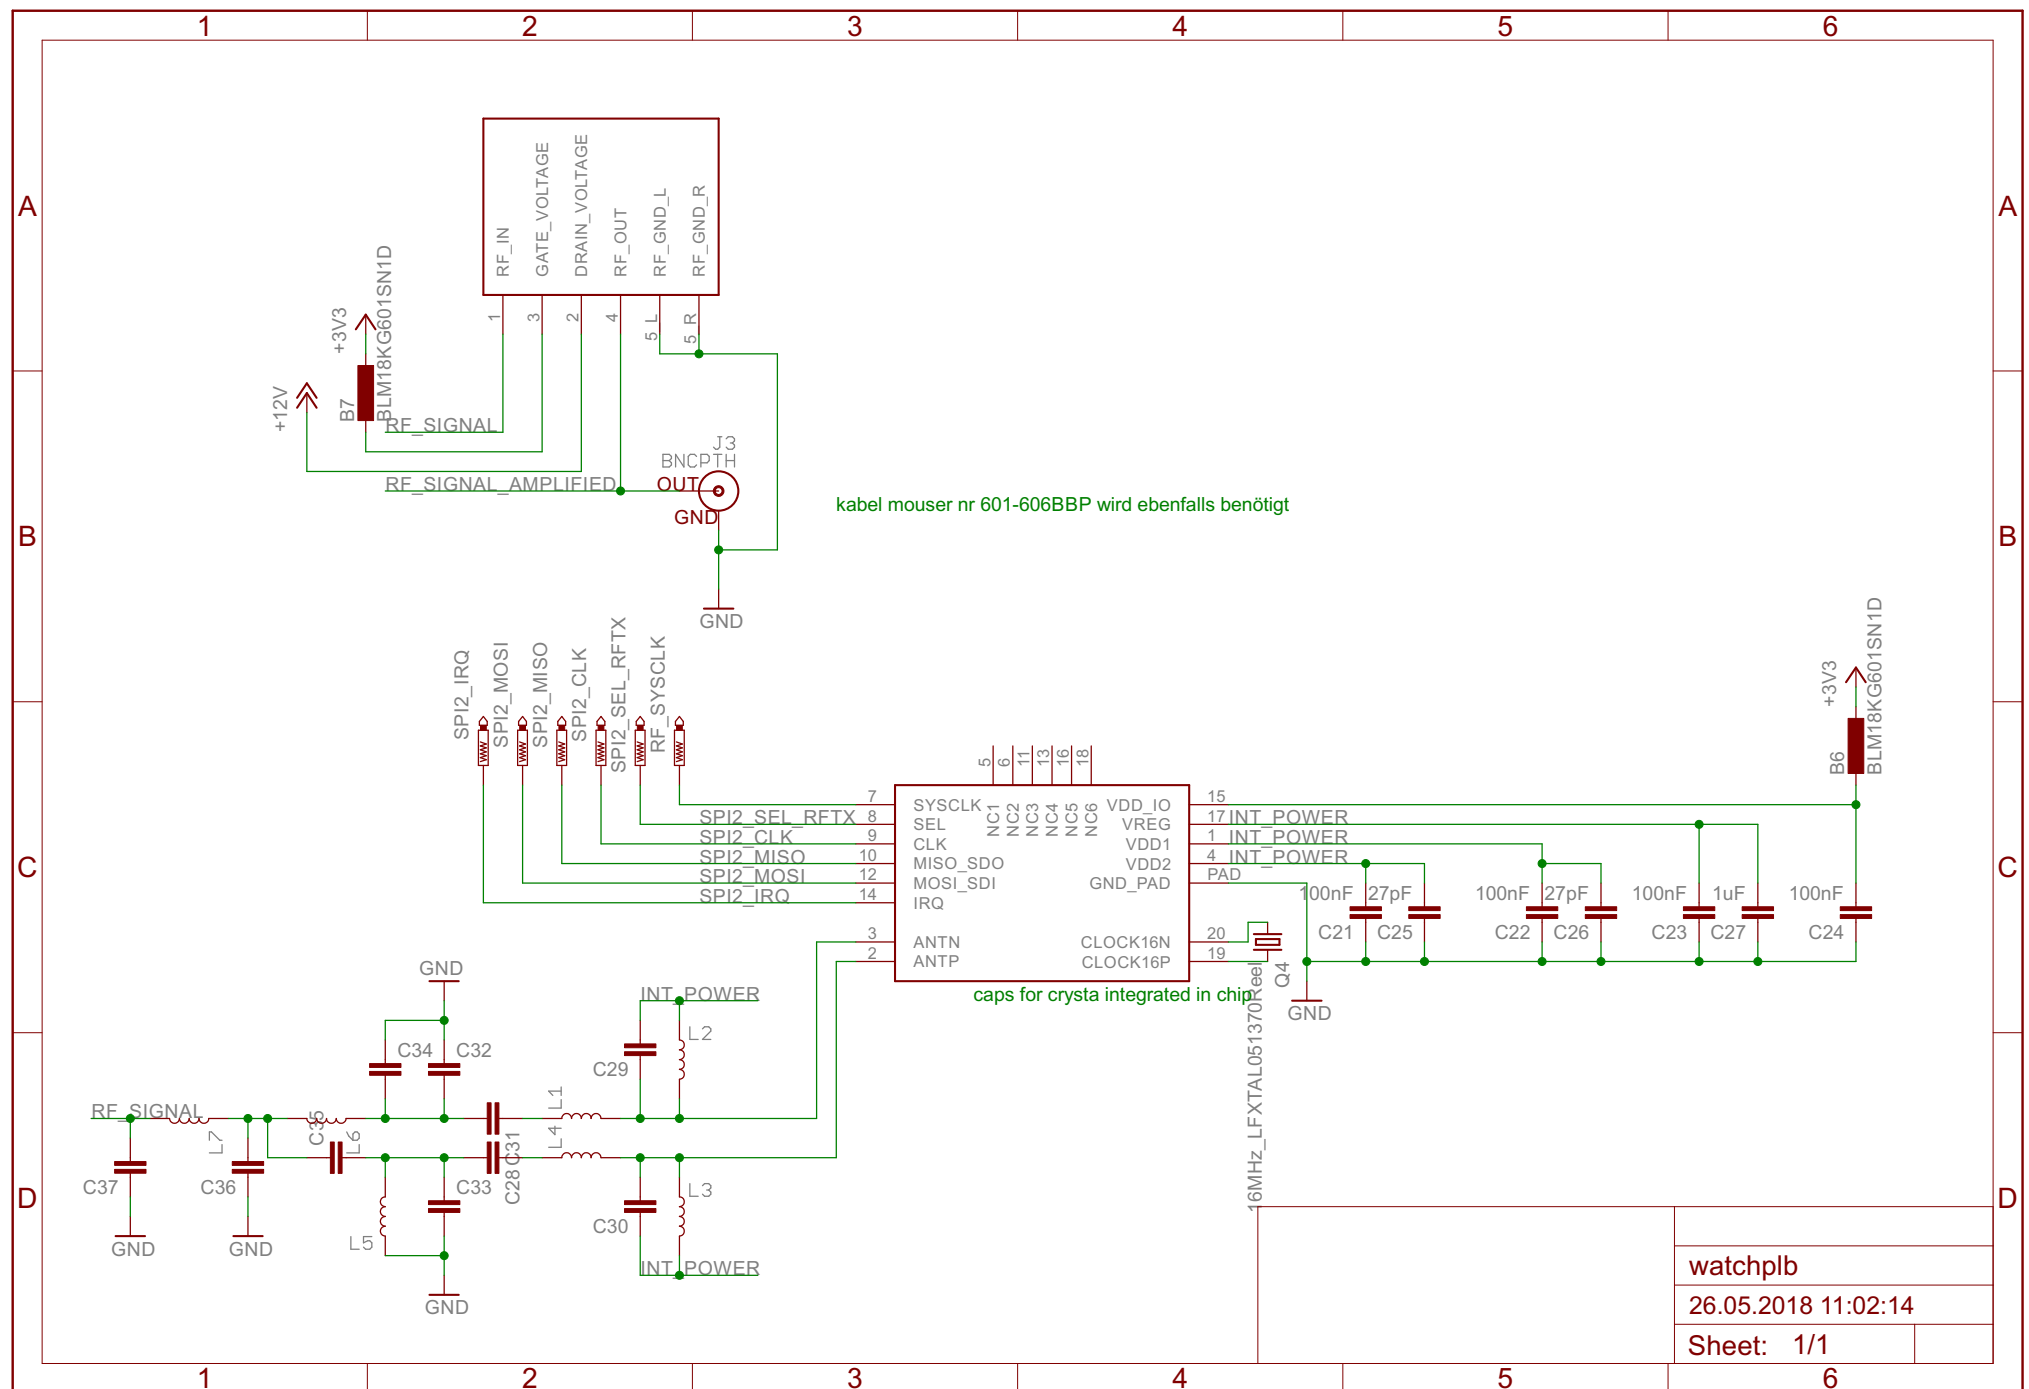 1 2 3 4 5 6
A A
RF_IN
GATE_VOLTAGE
DRAIN_VOLTAGE
RF_OUT
RF_GND_L
RF_GND_R
1
3
2
4
5_L
5_R
+3V3
B7
BLM18KG601SN1D
+12V
RF_SIGNAL
RF_SIGNAL_AMPLIFIED
J3
BNCPTH
OUT
GND
B B
kabel mouser nr 601-606BBP wird ebenfalls benötigt
GND
SPI2_IRQ
SPI2_MOSI
SPI2_MISO
SPI2_CLK
SPI2_SEL_RFTX
RF_SYSCLK
+3V3
B6
BLM18KG601SN1D
5
6
11
13
16
18
NC1
NC2
NC3
NC4
NC5
NC6
7 SYSCLK
SPI2_SEL_RFTX 8 SEL
SPI2_CLK 9 CLK
SPI2_MISO 10 MISO_SDO
SPI2_MOSI 12 MOSI_SDI
SPI2_IRQ 14 IRQ
3 ANTN
2 ANTP
VDD_IO 15
VREG 17 INT_POWER
VDD1 1 INT_POWER
VDD2 4 INT_POWER
GND_PAD PAD
CLOCK16N 20
CLOCK16P 19
C C
100nF 27pF 100nF 27pF 100nF 1uF 100nF
C21 C25 C22 C26 C23 C27 C24
Q4
16MHz_LFXTAL051370Reel
caps for crysta integrated in chip
GND
GND
INT_POWER
C34 C32
C29
L2
RF_SIGNAL
L7
C35
L6
L1
L4
C31
C28
C37
C36
C33
L5
C30
L3
GND
GND
GND
INT_POWER
D D
watchplb
26.05.2018 11:02:14
Sheet: 1/1
1 2 3 4 5 6